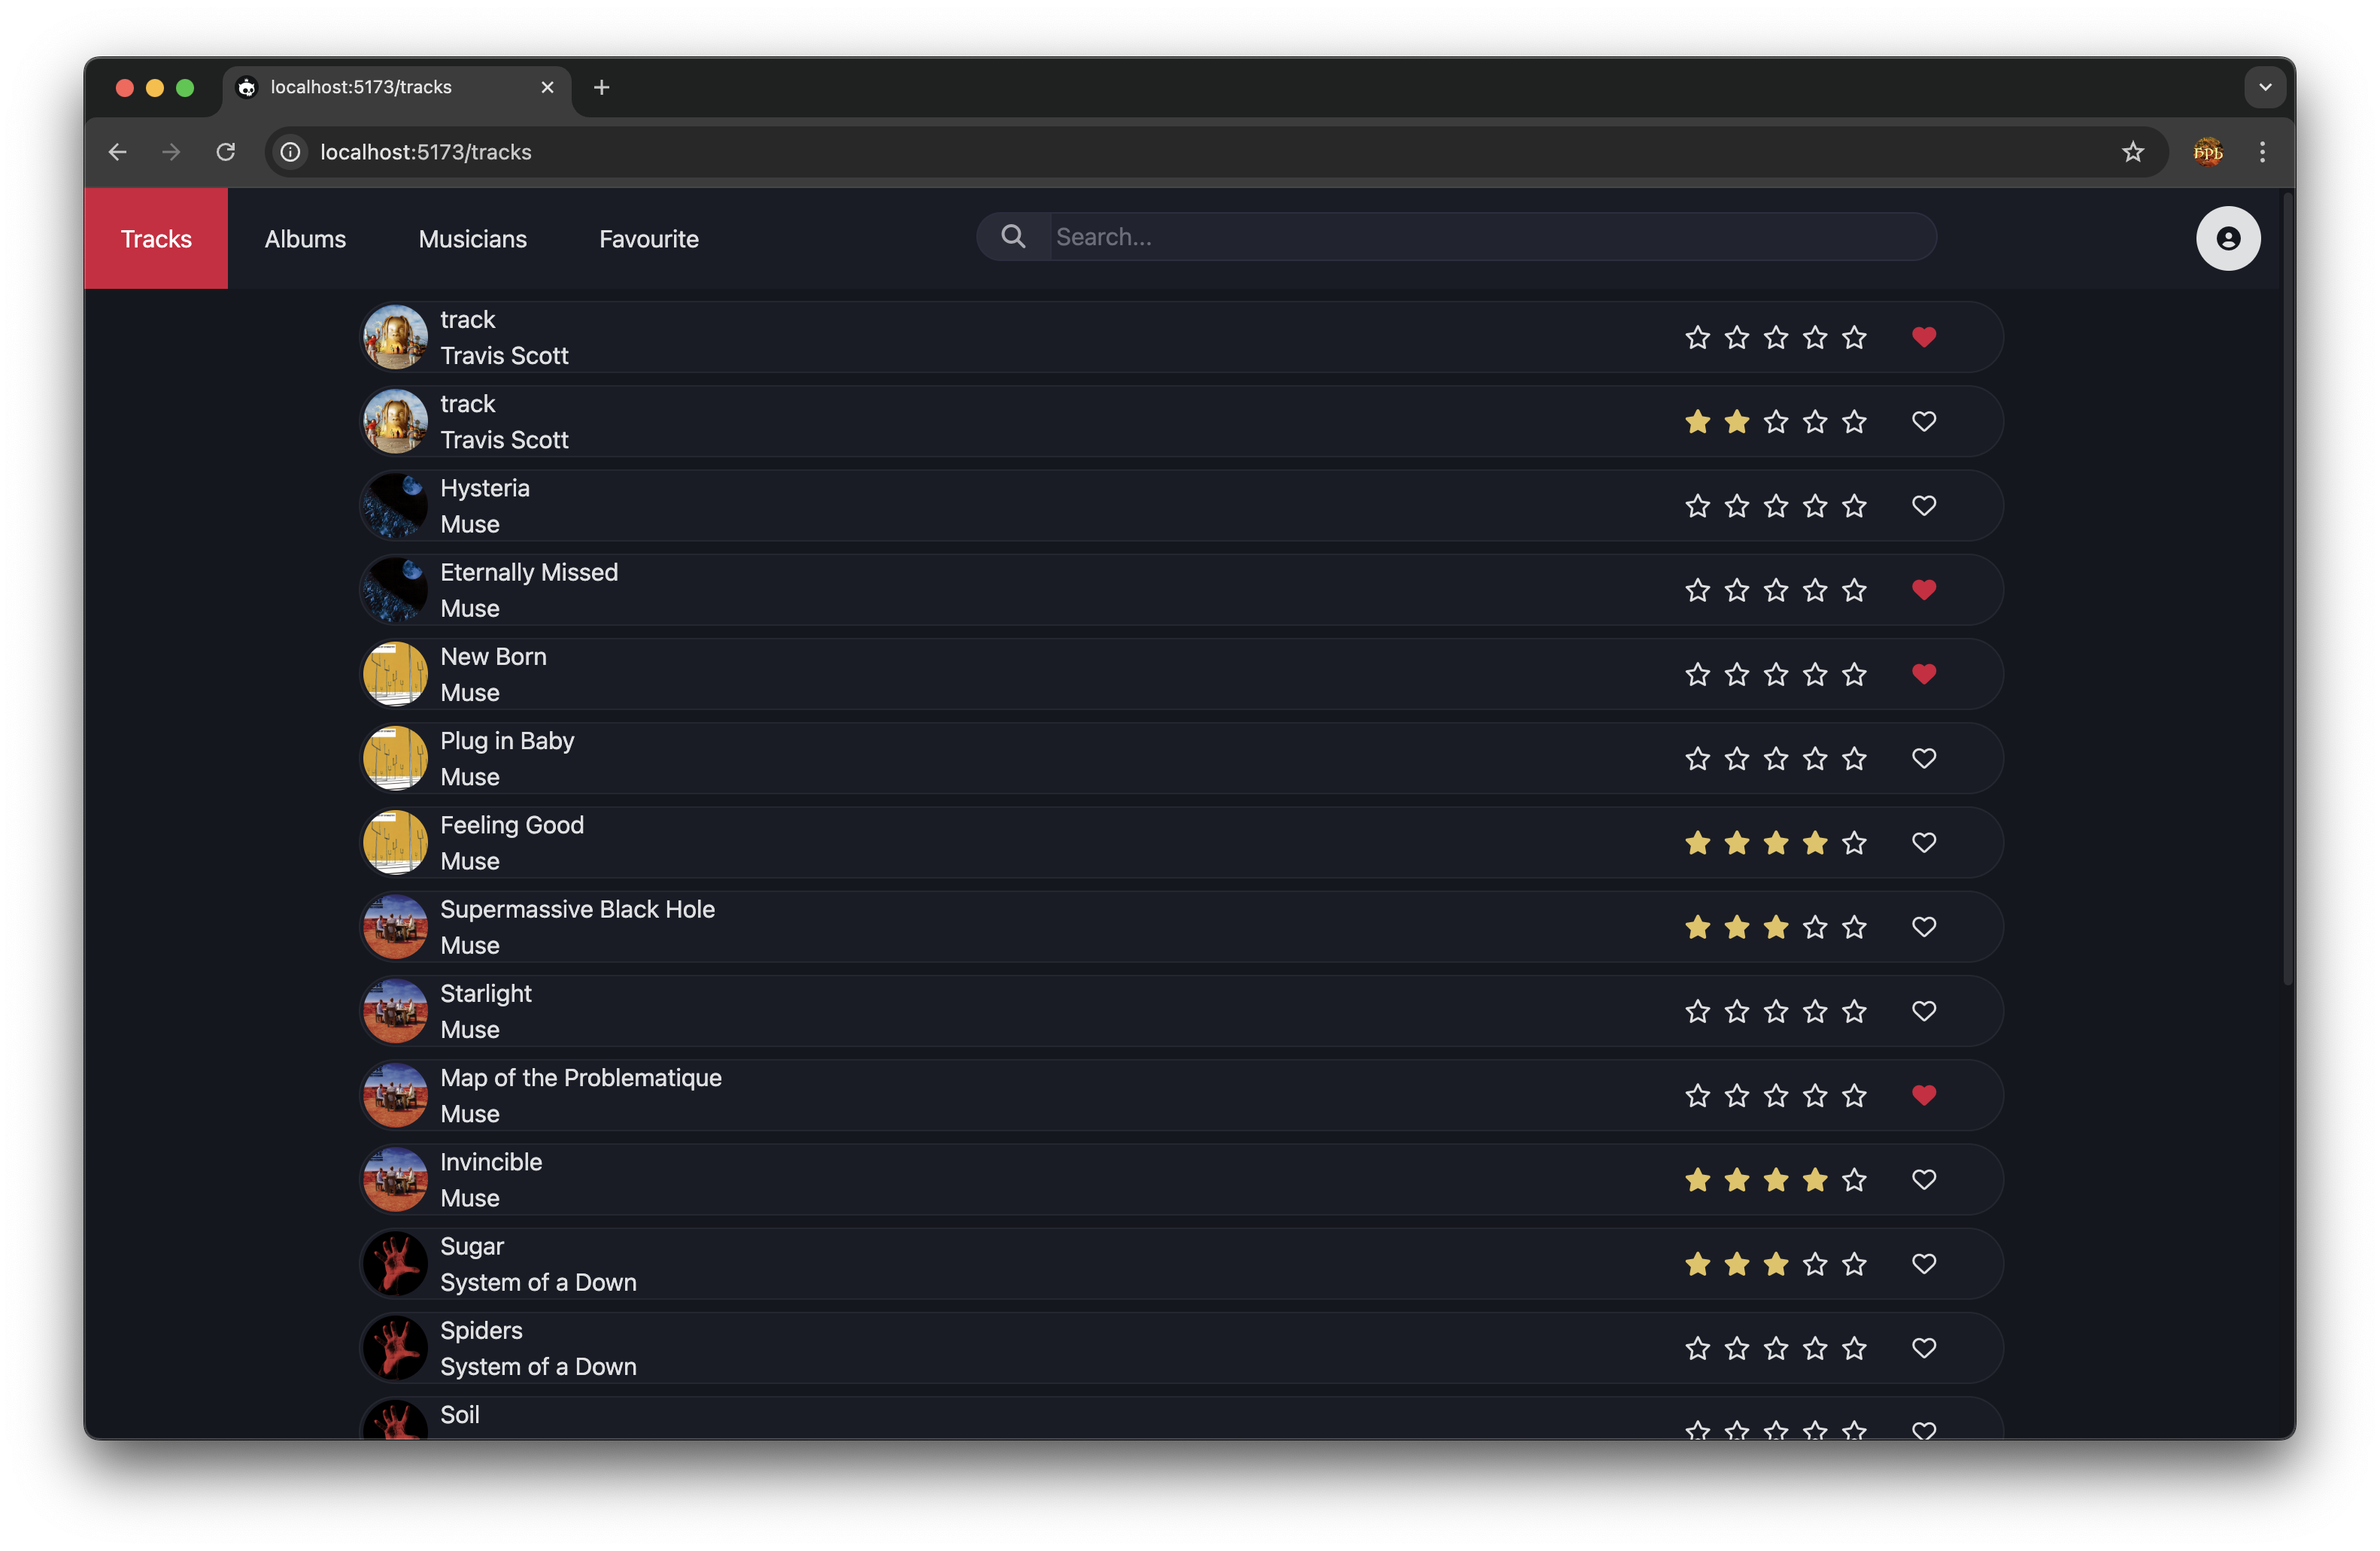 localhost:5173/tracks
localhost:5173/tracks
БРЬ
Tracks
Albums
Musicians
Favourite
Search...
track
Travis Scott
track
Travis Scott
Hysteria
Muse
Eternally Missed
Muse
New Born
Muse
Plug in Baby
Muse
Feeling Good
Muse
Supermassive Black Hole
Muse
Starlight
Muse
Map of the Problematique
Muse
Invincible
Muse
Sugar
System of a Down
Spiders
System of a Down
Soil